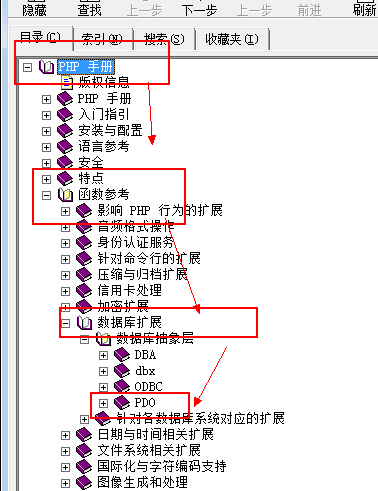 隐藏 查找 上一步 下一步 上一步 前进 刷新
目录(C) 索引(N) 搜索(S) 收藏夹(I)
PHP 手册
版权信息
PHP 手册
入门指引
安装与配置
语言参考
安全
特点
函数参考
影响 PHP 行为的扩展
音频格式操作
身份认证服务
针对命令行的扩展
压缩与归档扩展
信用卡处理
加密扩展
数据库扩展
数据库抽象层
DBA
dbx
ODBC
PDO
针对各数据库系统对应的扩展
日期与时间相关扩展
文件系统相关扩展
国际化与字符编码支持
图像生成和处理